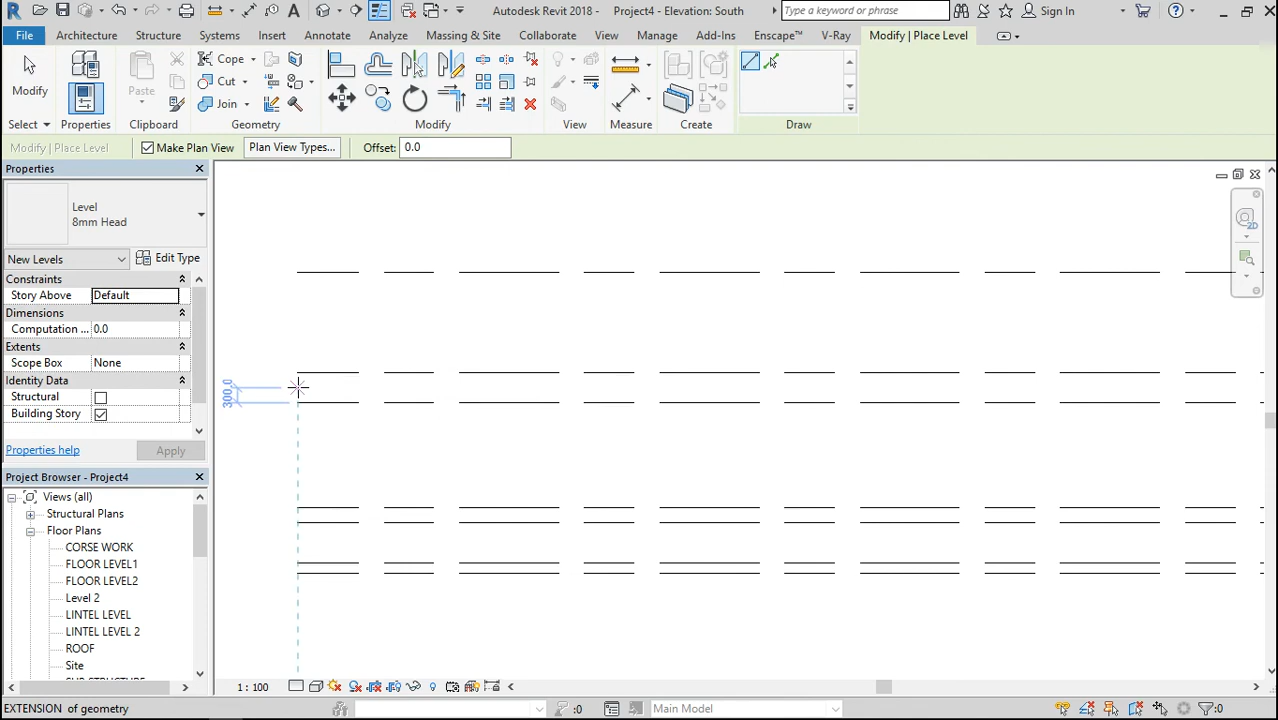 Autodesk Revit 2018 - Project4 - Elevation: South
Type a keyword or phrase
Sign In
File Architecture Structure Systems Insert Annotate Analyze Massing & Site Collaborate View Manage Add-Ins Enscape™ V-Ray Modify | Place Level
Modify
Paste
Cope
Cut
Join
Select Properties Clipboard Geometry Modify View Measure Create Draw
Modify | Place Level Make Plan View Plan View Types... Offset: 0.0
Properties
Level
8mm Head
New Levels Edit Type
Constraints
Story Above Default
Dimensions
Computation ... 0.0
Extents
Scope Box None
Identity Data
Structural
Building Story
Properties help Apply
Project Browser - Project4
Views (all)
Structural Plans
Floor Plans
CORSE WORK
FLOOR LEVEL1
FLOOR LEVEL2
Level 2
LINTEL LEVEL
LINTEL LEVEL 2
ROOF
Site
300.0
2D
1 : 100
EXTENSION of geometry
:0
Main Model
:0